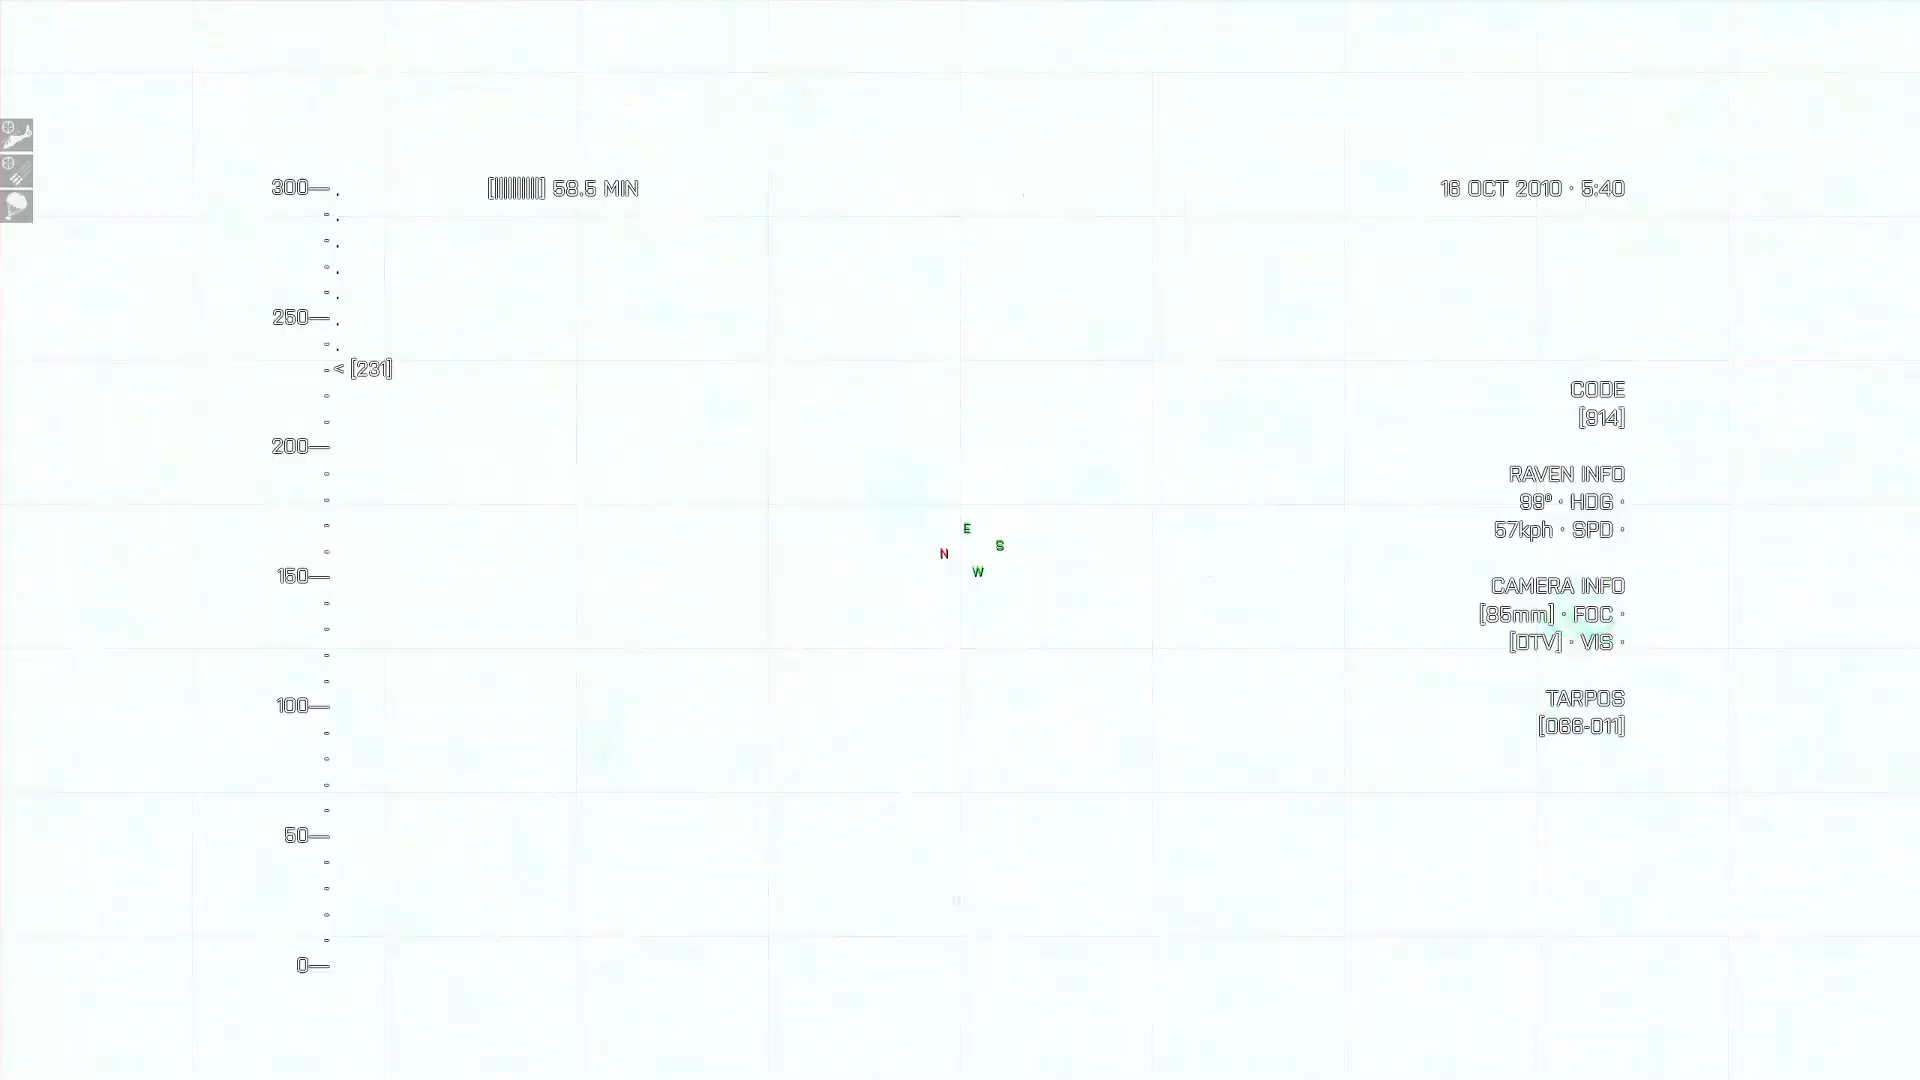 300
[||||||||||] 58.5 MIN
16 OCT 2010 · 5:40
250
< [231]
200
150
100
50
0
E
S
N
W
CODE
[914]
RAVEN INFO
99° · HDG ·
57kph · SPD ·
CAMERA INFO
[85mm] · FOC ·
[DTV] · VIS ·
TARPOS
[066-011]